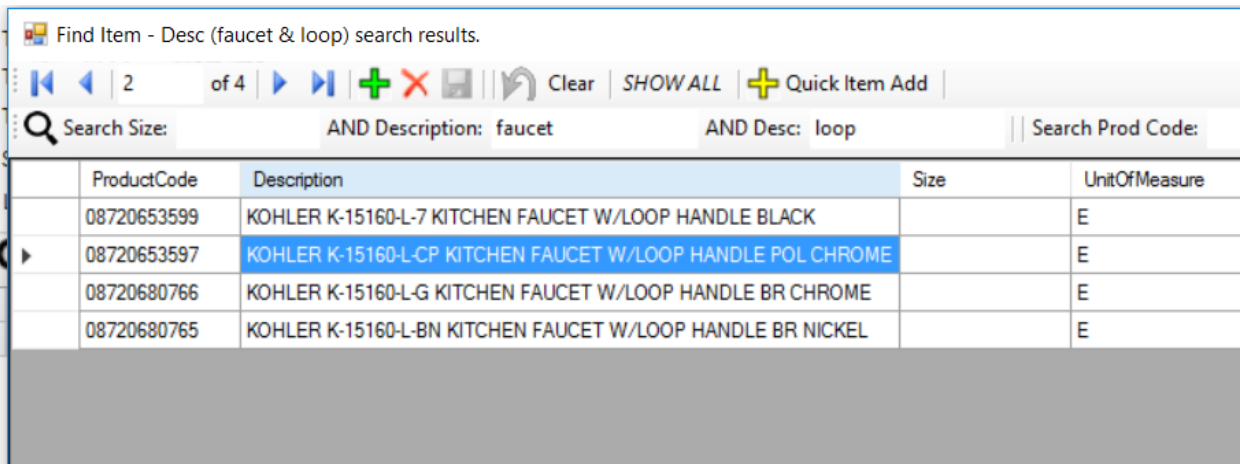 Find Item - Desc (faucet & loop) search results.
2 of 4 Clear SHOW ALL Quick Item Add
Search Size: AND Description: faucet AND Desc: loop Search Prod Code:
ProductCode Description Size UnitOfMeasure
08720653599 KOHLER K-15160-L-7 KITCHEN FAUCET W/LOOP HANDLE BLACK E
08720653597 KOHLER K-15160-L-CP KITCHEN FAUCET W/LOOP HANDLE POL CHROME E
08720680766 KOHLER K-15160-L-G KITCHEN FAUCET W/LOOP HANDLE BR CHROME E
08720680765 KOHLER K-15160-L-BN KITCHEN FAUCET W/LOOP HANDLE BR NICKEL E